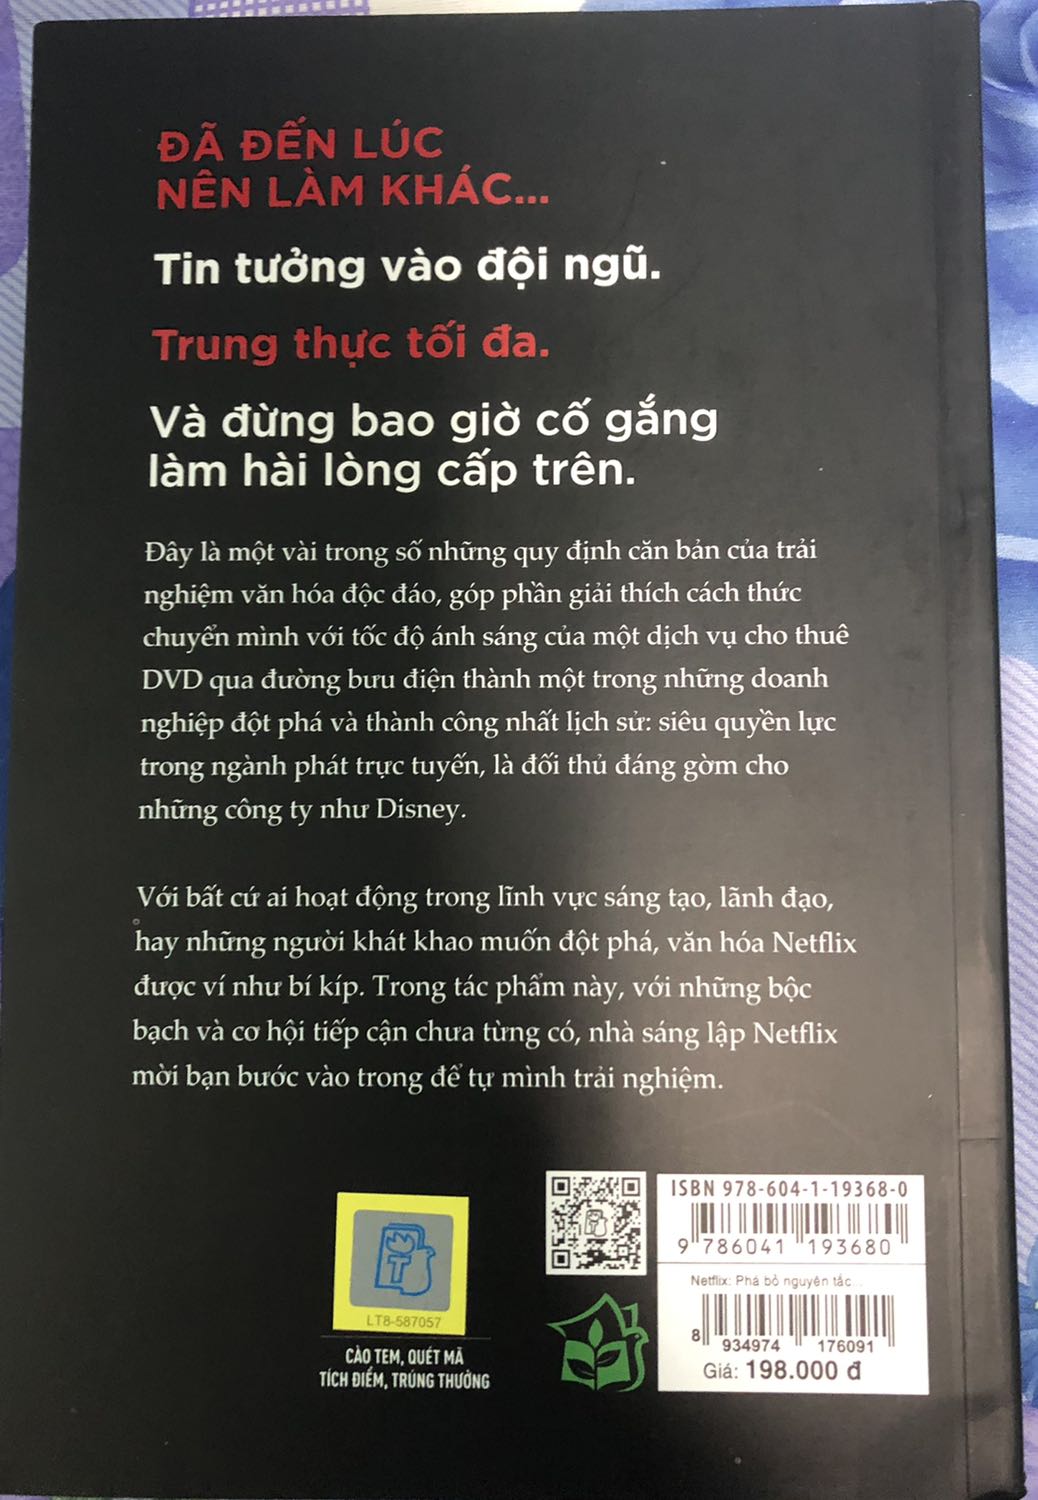 ĐÃ ĐẾN LÚC
NÊN LÀM KHÁC...
Tin tưởng vào đội ngũ.
Trung thực tối đa.
Và đừng bao giờ cố gắng
làm hài lòng cấp trên.
Đây là một vài trong số những quy định căn bản của trải
nghiệm văn hóa độc đáo, góp phần giải thích cách thức
chuyển mình với tốc độ ánh sáng của một dịch vụ cho thuê
DVD qua đường bưu điện thành một trong những doanh
nghiệp đột phá và thành công nhất lịch sử: siêu quyền lực
trong ngành phát trực tuyến, là đối thủ đáng gờm cho
những công ty như Disney.
Với bất cứ ai hoạt động trong lĩnh vực sáng tạo, lãnh đạo,
hay những người khát khao muốn đột phá, văn hóa Netflix
được ví như bí kíp. Trong tác phẩm này, với những bộc
bạch và cơ hội tiếp cận chưa từng có, nhà sáng lập Netflix
mời bạn bước vào trong để tự mình trải nghiệm.
T
LT8-587057
CÀO TEM, QUÉT MÃ
TÍCH ĐIỂM, TRÚNG THƯỞNG
ISBN 978-604-1-19368-0
9 786041 193680
Netflix: Phá bỏ nguyên tắc...
8 934974 176091
Giá: 198.000 đ